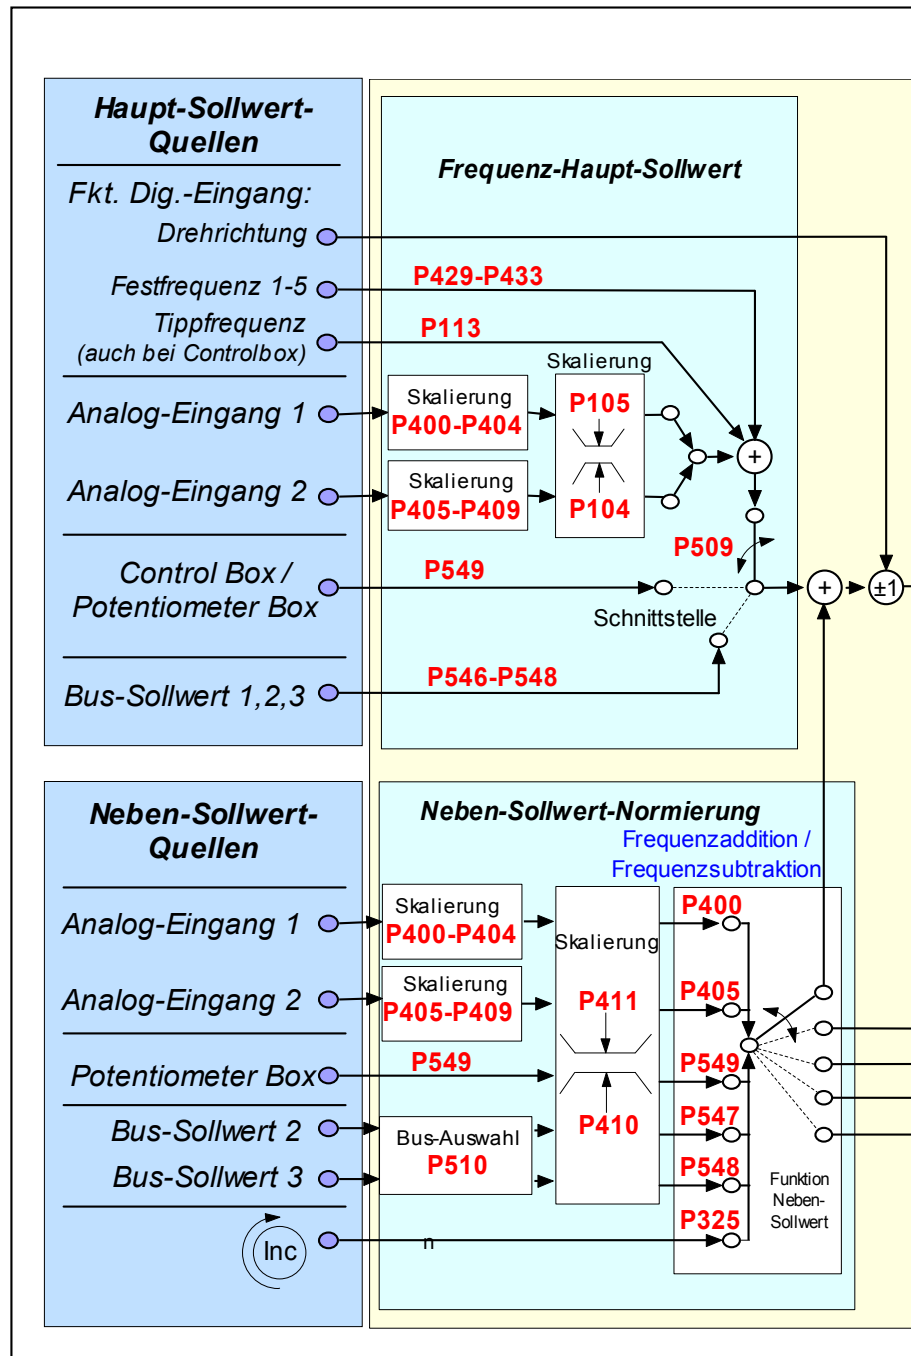 Haupt-Sollwert-
Quellen
Fkt. Dig.-Eingang:
Drehrichtung
Festfrequenz 1-5
Tippfrequenz
(auch bei Controlbox)
Analog-Eingang 1
Analog-Eingang 2
Control Box /
Potentiometer Box
Bus-Sollwert 1,2,3
Frequenz-Haupt-Sollwert
P429-P433
P113
Skalierung
P400-P404
Skalierung
P105
Skalierung
P405-P409
P104
+
P509
P549
Schnittstelle
+
±1
P546-P548
Neben-Sollwert-
Quellen
Analog-Eingang 1
Analog-Eingang 2
Potentiometer Box
Bus-Sollwert 2
Bus-Sollwert 3
Inc
Neben-Sollwert-Normierung
Frequenzaddition /
Frequenzsubtraktion
Skalierung
P400-P404
Skalierung
P405-P409
P549
Bus-Auswahl
P510
n
Skalierung
P411
P410
P400
P405
P549
P547
P548
P325
Funktion
Neben-
Sollwert